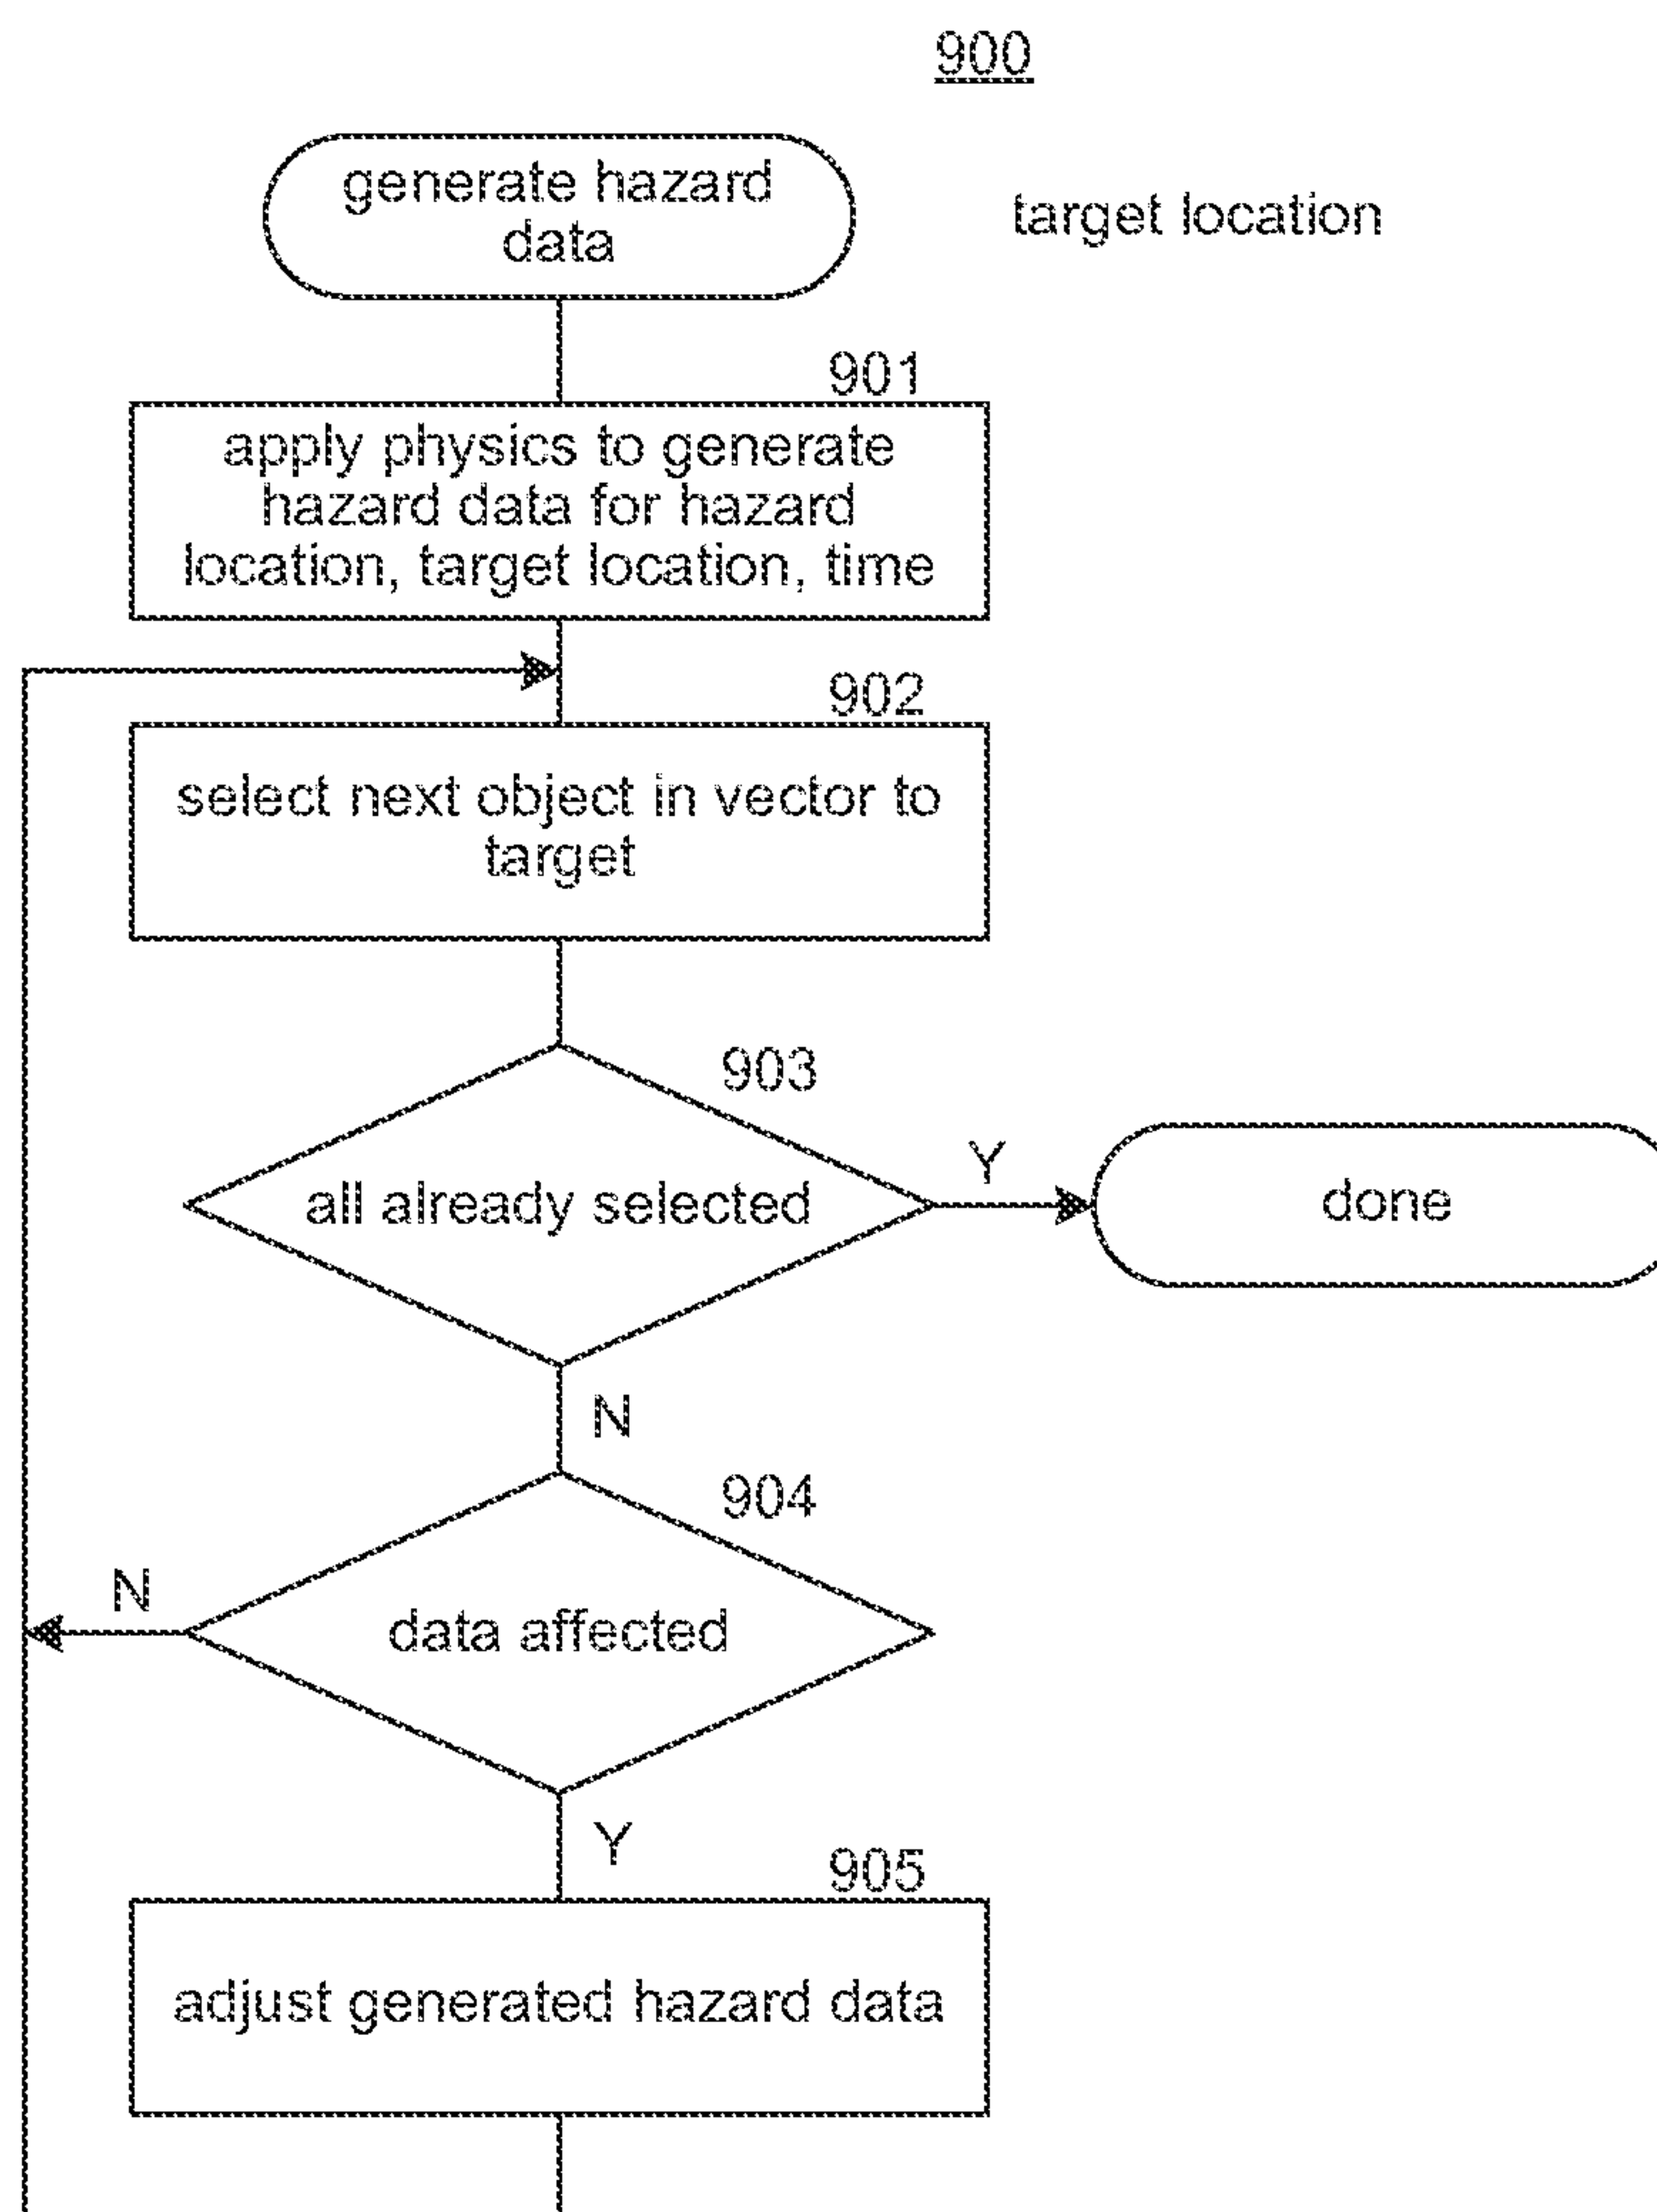 900
generate hazard
data
target location
901
apply physics to generate
hazard data for hazard
location, target location, time
902
select next object in vector to
target
903
all already selected
Y
done
N
904
data affected
N
Y
905
adjust generated hazard data